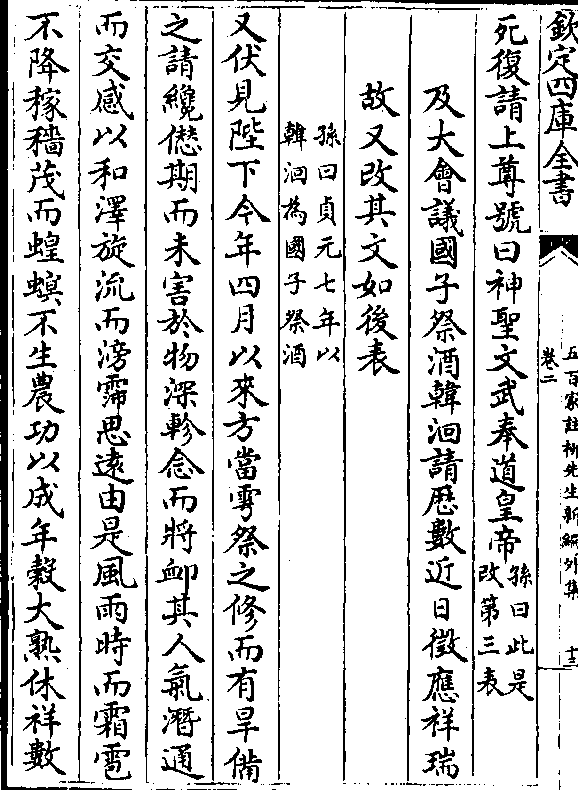 欽定四庫全書
五百家註柳先生新編外集
卷二
十三
死復請上尊號曰神聖文武奉道皇帝孫曰此是改第三表
及大會議國子祭酒韓洄請歷數近日徵應祥瑞
故又改其文如後表
孫曰貞元七年以
韓洄為國子祭酒
又伏見陛下今年四月以來方當雩祭之修而有旱備
之請纔僽期而未害於物深軫念而將卹其人氣潛通
而交感以和澤旋流而滂霈思遠由是風雨時而霜雹
不降稼穡茂而蝗螟不生農功以成年穀大熟休祥數